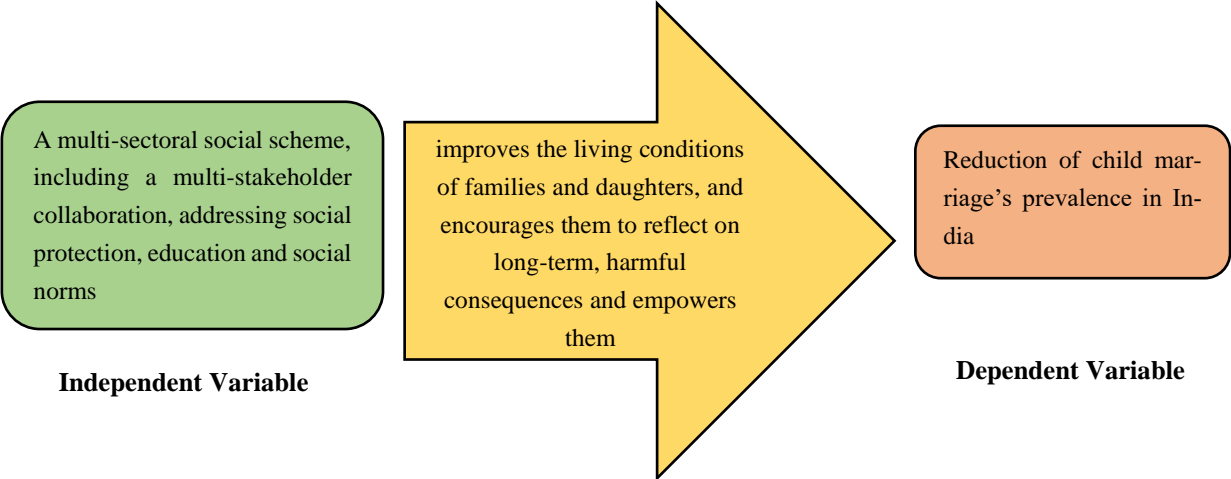 A multi-sectoral social scheme,
including a multi-stakeholder
collaboration, addressing social
protection, education and social
norms
Independent Variable
improves the living conditions
of families and daughters, and
encourages them to reflect on
long-term, harmful
consequences and empowers
them
Reduction of child mar-
riage’s prevalence in In-
dia
Dependent Variable